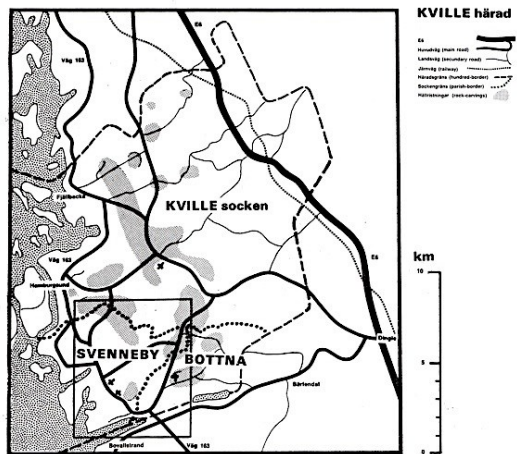 KVILLE härad
E6
Huvudväg (main road)
Landsväg (secondary road)
Järnväg (railway)
Häradsgräns (hundred-border)
Sockengräns (parish-border)
Hällristningar (rock-carvings)
Väg 163
E6
Fjällbacka
KVILLE socken
Väg 163
E6
Hamburgsund
Dingle
SVENNEBY
BOTTNA
Bärfendal
Bovallstrand
Väg 163
km
10
5
0